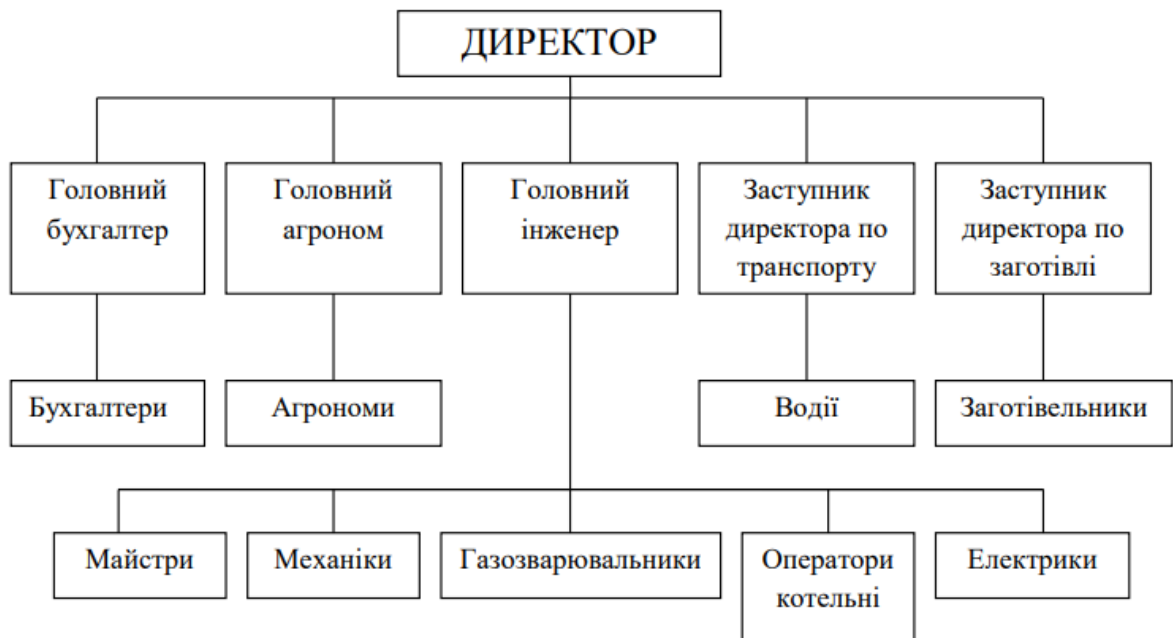 ДИРЕКТОР
Головний
бухгалтер
Головний
агроном
Головний
інженер
Заступник
директора по
транспорту
Заступник
директора по
заготівлі
Бухгалтери
Агрономи
Водії
Заготівельники
Майстри
Механіки
Газозварювальники
Оператори
котельні
Електрики